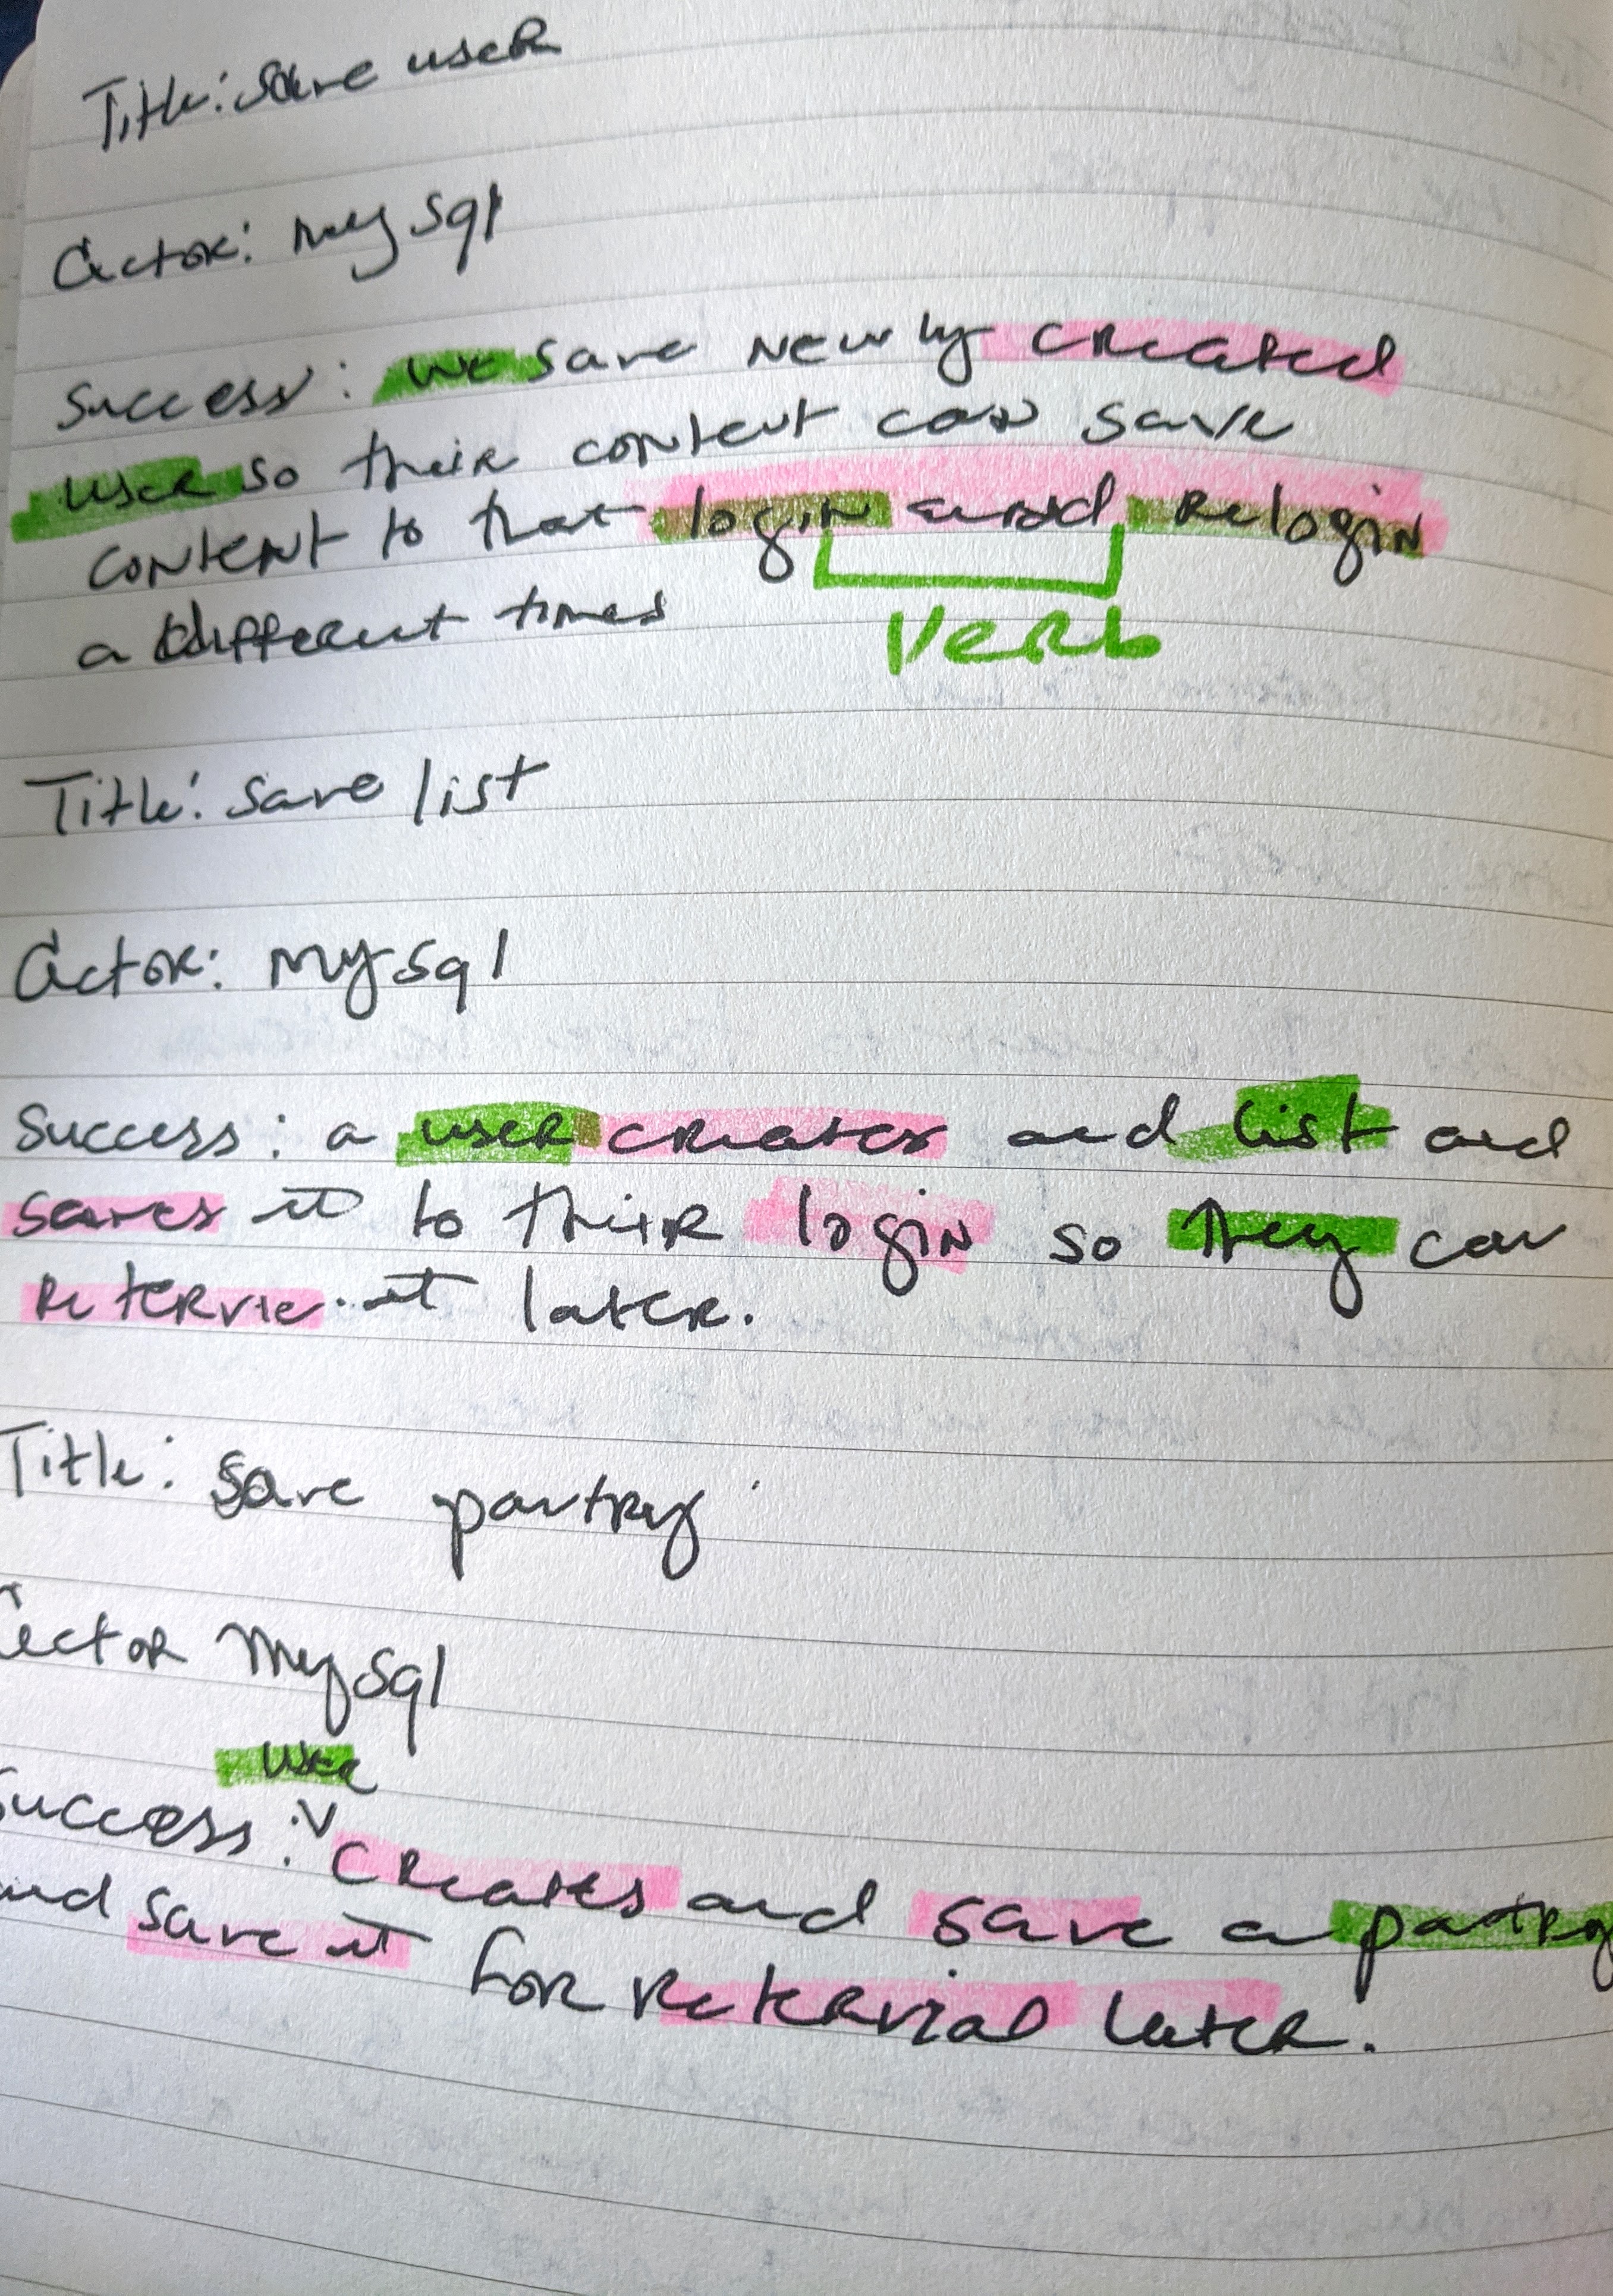 Title: save user
Actor: mysql
Success: we save newly created
user so their content can save
content to that login and relogin
a different times
Verb
Title: save list
Actor: mysql
Success: a user creates and list and
saves it to their login so they can
retervie it later.
Title: Save pantry
Actor mysql
user
Success: creates and save a pantry
and save it for retervial later.